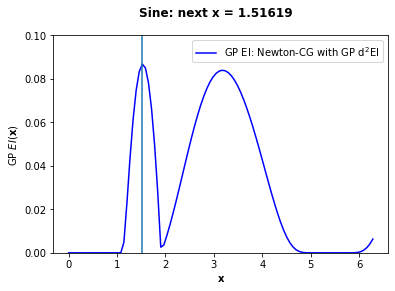 Sine: next x = 1.51619
GP EI: Newton-CG with GP d²EI
GP EI(x)
0.10
0.08
0.06
0.04
0.02
0.00
0 1 2 3 4 5 6
x